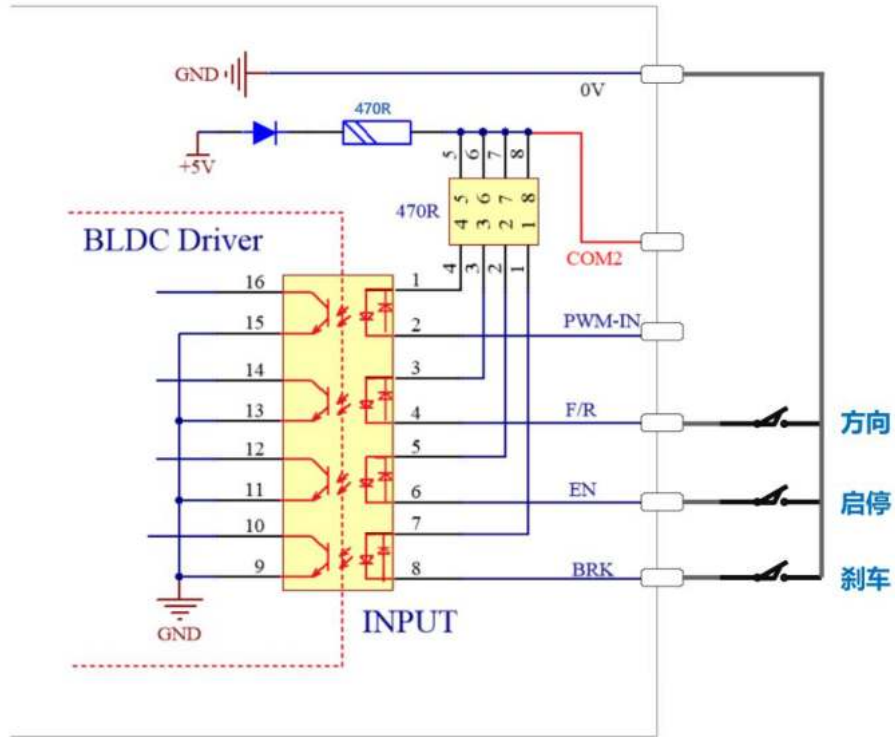 GND
0V
470R
+5V
5 6 7 8
5 6 7 8
470R
4 3 2 1
4 3 2 1
COM2
BLDC Driver
16
1
PWM-IN
15
2
14
3
13
4
F/R
方向
12
5
11
6
EN
启停
10
7
9
8
BRK
刹车
GND
INPUT